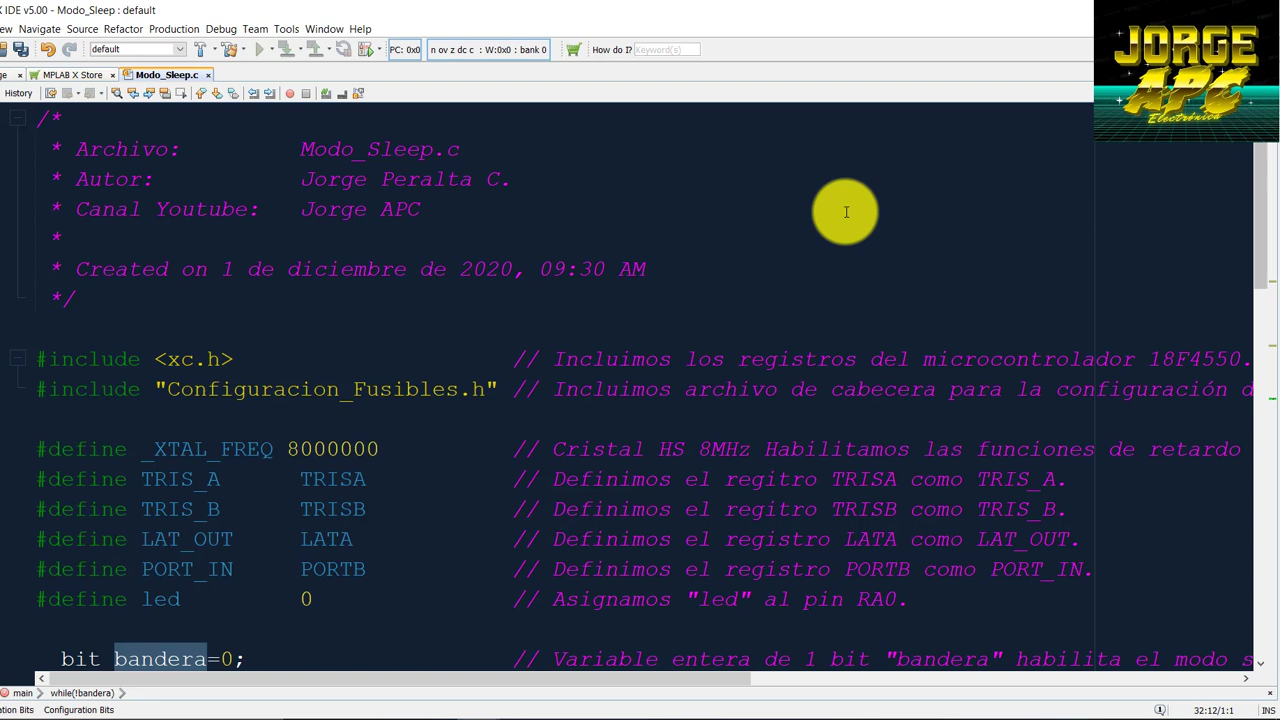 X IDE v5.00 - Modo_Sleep : default
ew Navigate Source Refactor Production Debug Team Tools Window Help
default PC: 0x0 n ov z dc c : W:0x0 : bank 0 How do I? Keyword(s)
ge MPLAB X Store Modo_Sleep.c
History
JORGE
APC
Electrónica
/*
* Archivo: Modo_Sleep.c
* Autor: Jorge Peralta C.
* Canal Youtube: Jorge APC
*
* Created on 1 de diciembre de 2020, 09:30 AM
*/
#include <xc.h> // Incluimos los registros del microcontrolador 18F4550.
#include "Configuracion_Fusibles.h" // Incluimos archivo de cabecera para la configuración d
#define _XTAL_FREQ 8000000 // Cristal HS 8MHz Habilitamos las funciones de retardo
#define TRIS_A TRISA // Definimos el regitro TRISA como TRIS_A.
#define TRIS_B TRISB // Definimos el regitro TRISB como TRIS_B.
#define LAT_OUT LATA // Definimos el registro LATA como LAT_OUT.
#define PORT_IN PORTB // Definimos el registro PORTB como PORT_IN.
#define led 0 // Asignamos "led" al pin RA0.
bit bandera=0; // Variable entera de 1 bit "bandera" habilita el modo s
main while(!bandera)
ration Bits Configuration Bits 32:12/1:1 INS